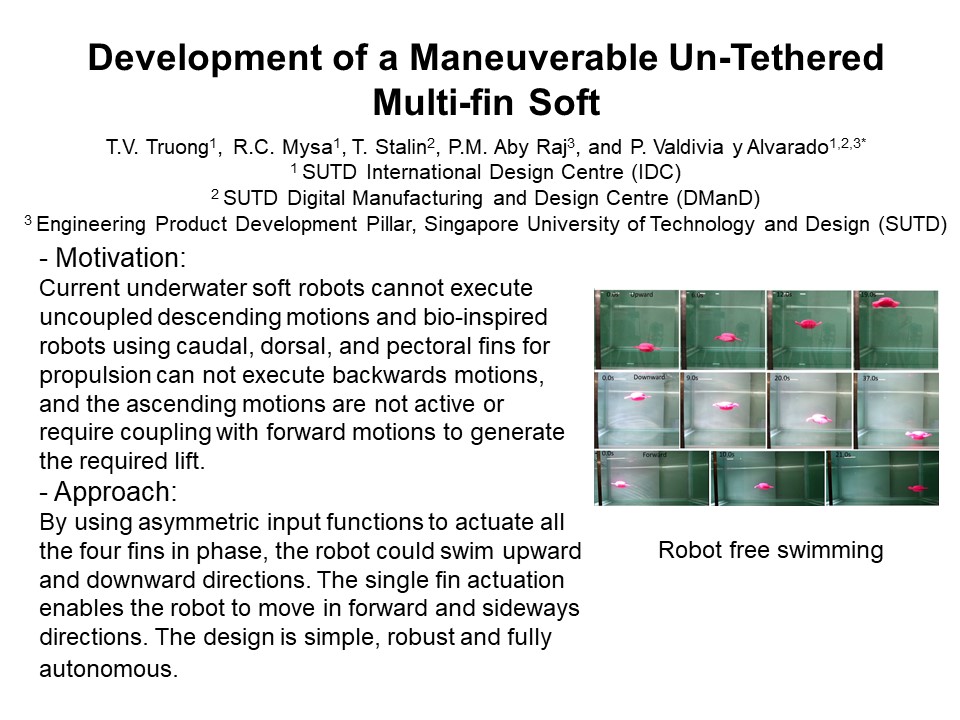 Development of a Maneuverable Un-Tethered
Multi-fin Soft
T.V. Truong1, R.C. Mysa1, T. Stalin2, P.M. Aby Raj3, and P. Valdivia y Alvarado1,2,3*
1 SUTD International Design Centre (IDC)
2 SUTD Digital Manufacturing and Design Centre (DManD)
3 Engineering Product Development Pillar, Singapore University of Technology and Design (SUTD)
- Motivation:
Current underwater soft robots cannot execute
uncoupled descending motions and bio-inspired
robots using caudal, dorsal, and pectoral fins for
propulsion can not execute backwards motions,
and the ascending motions are not active or
require coupling with forward motions to generate
the required lift.
- Approach:
By using asymmetric input functions to actuate all
the four fins in phase, the robot could swim upward
and downward directions. The single fin actuation
enables the robot to move in forward and sideways
directions. The design is simple, robust and fully
autonomous.
0.0s Upward
0.0s Downward 9.0s 20.0s 37.0s
0.0s Forward
Robot free swimming